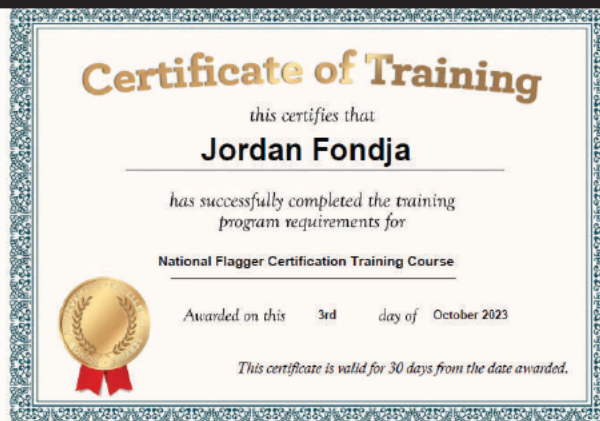 Certificate of Training
this certifies that
Jordan Fondja
has successfully completed the training
program requirements for
National Flagger Certification Training Course
Awarded on this 3rd day of October 2023
This certificate is valid for 30 days from the date awarded.